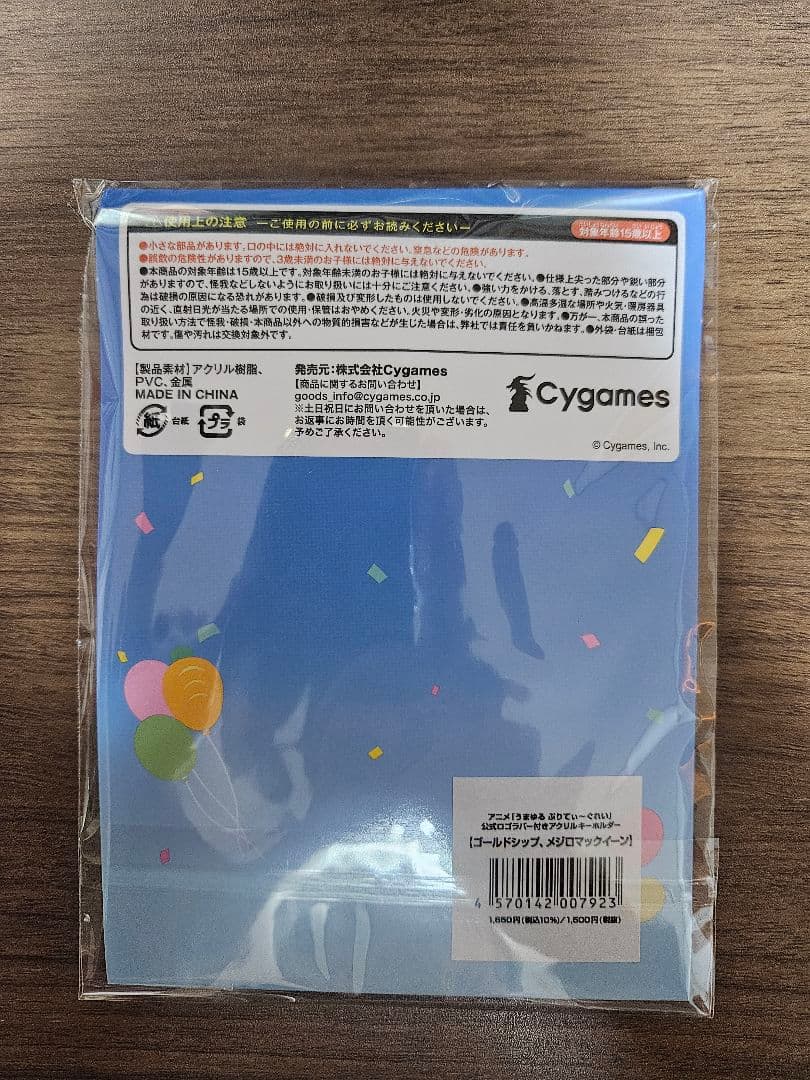 使用上の注意 ―ご使用の前に必ずお読みください―
対象年齢15歳以上
●小さな部品があります。口の中には絶対に入れないでください。窒息などの危険があります。
●誤飲の危険性がありますので、3歳未満のお子様には絶対に与えないでください。
●本商品の対象年齢は15歳以上です。対象年齢未満のお子様には絶対に与えないでください。●仕様上尖った部分や鋭い部分
がありますので、怪我などしないようにお取り扱いには十分にご注意ください。●強い力をかける、落とす、踏みつけるなどの行
為は破損の原因になる恐れがあります。●破損及び変形したものは使用しないでください。●高温多湿な場所や火気・暖房器具
の近く、直射日光が当たる場所での使用・保管はおやめください。火災や変形・劣化の原因となります。●万が一、本商品の誤った
取り扱い方法で怪我・破損・本商品以外への物質的損害などが生じた場合は、弊社では責任を負いかねます。●外袋・台紙は梱包
材です。傷や汚れは交換対象外です。
【製品素材】アクリル樹脂、
PVC、金属
MADE IN CHINA
紙 台紙 プラ 袋
発売元：株式会社Cygames
【商品に関するお問い合わせ】
goods_info@cygames.co.jp
※土日祝日にお問い合わせを頂いた場合は、
お返事にお時間を頂く可能性がございます。
予めご了承ください。
Cygames
© Cygames, Inc.
アニメ「うまゆる ぷりてぃ～ぐれい」
公式ロゴラバー付きアクリルキーホルダー
【ゴールドシップ、メジロマックイーン】
4 570142 007923
1,650円(税込10%)/1,500円(税抜)